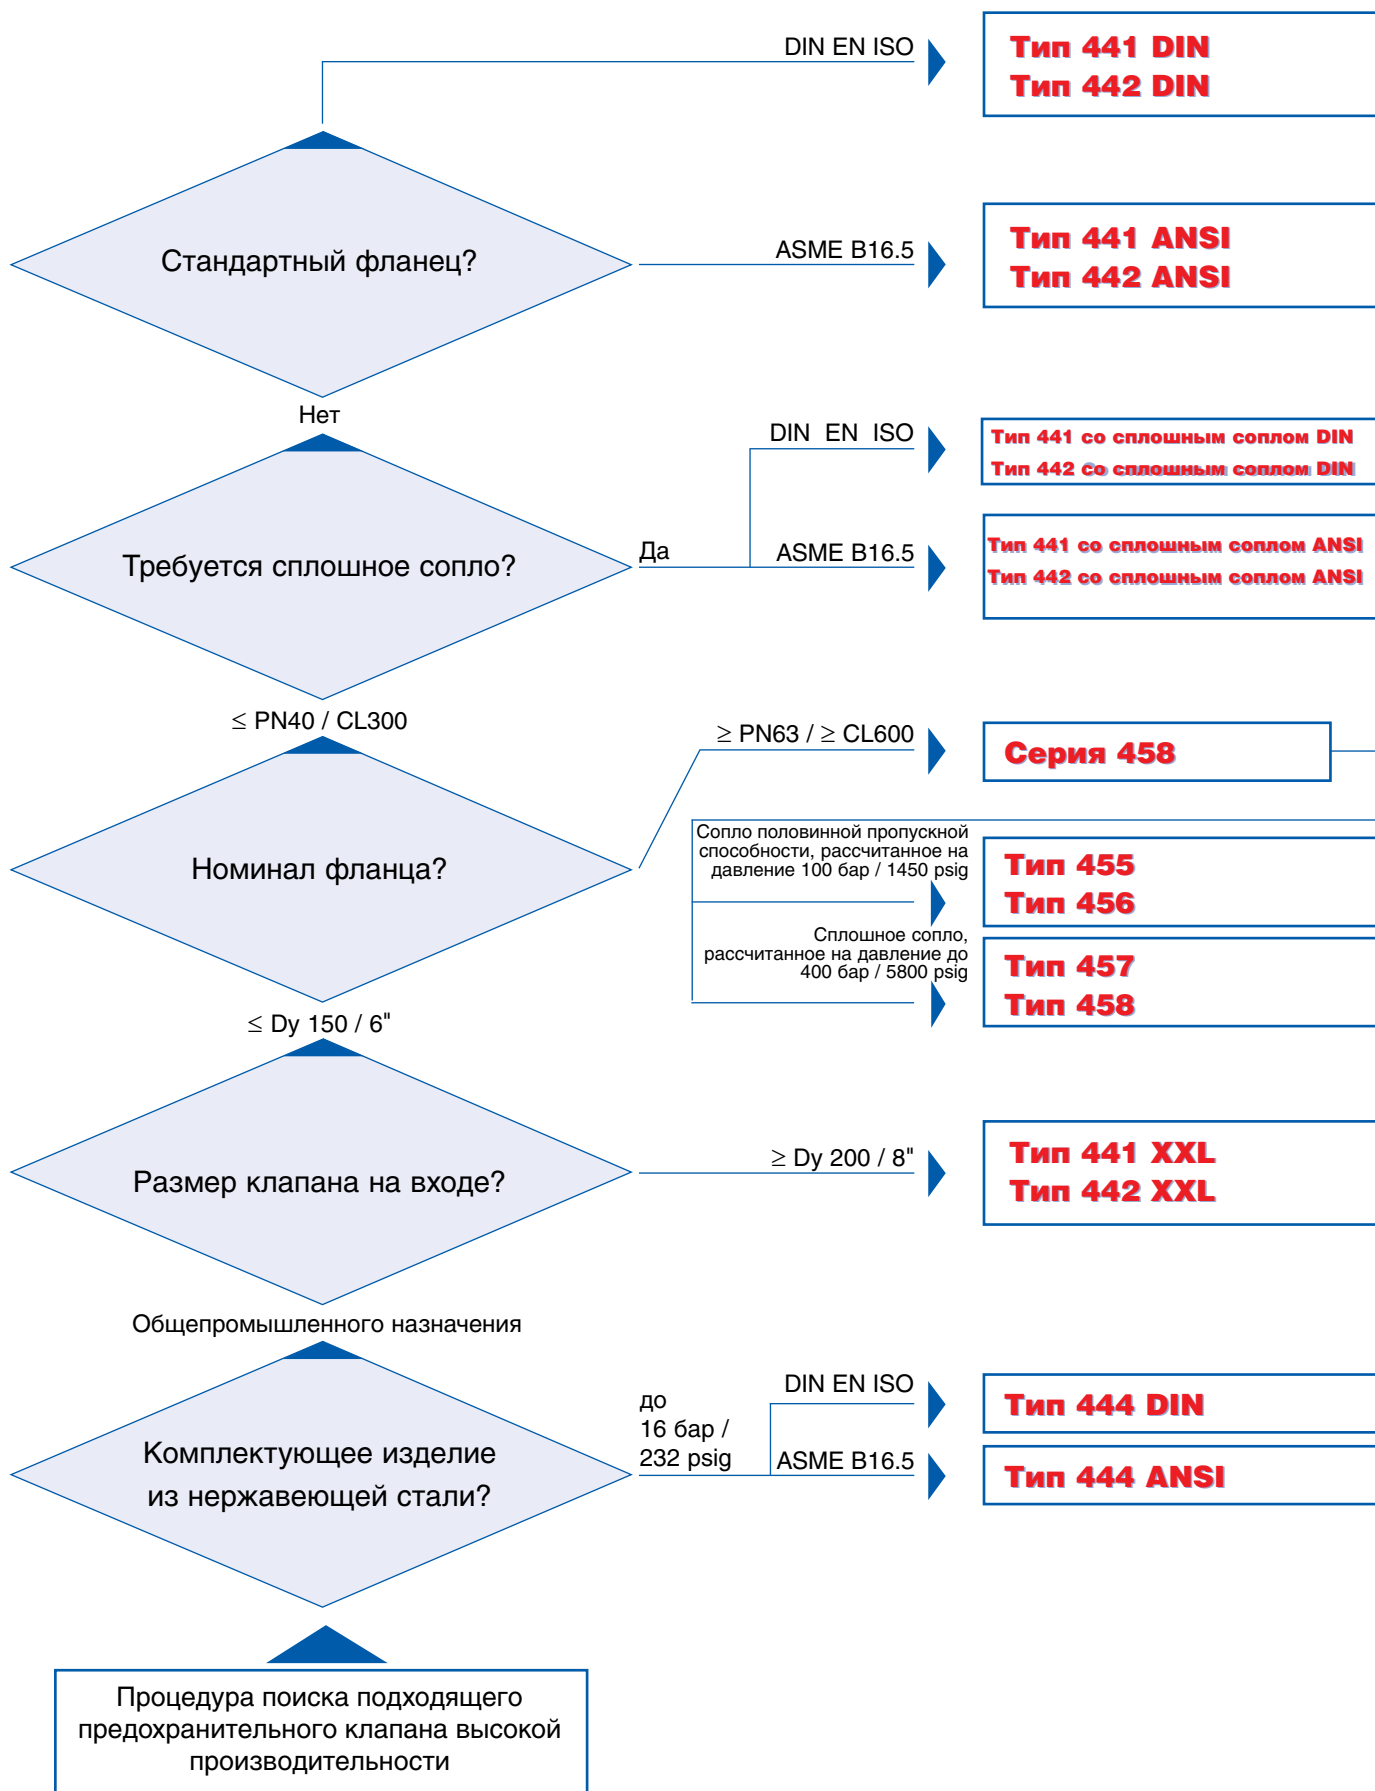 DIN EN ISO
Тип 441 DIN
Тип 442 DIN
Стандартный фланец?
ASME B16.5
Тип 441 ANSI
Тип 442 ANSI
Нет
DIN EN ISO
Тип 441 со сплошным соплом DIN
Тип 442 со сплошным соплом DIN
Требуется сплошное сопло?
Да
ASME B16.5
Тип 441 со сплошным соплом ANSI
Тип 442 со сплошным соплом ANSI
≤ PN40 / CL300
≥ PN63 / ≥ CL600
Серия 458
Номинал фланца?
Сопло половинной пропускной
способности, рассчитанное на
давление 100 бар / 1450 psig
Тип 455
Тип 456
Сплошное сопло,
рассчитанное на давление до
400 бар / 5800 psig
Тип 457
Тип 458
≤ Dy 150 / 6"
Размер клапана на входе?
≥ Dy 200 / 8"
Тип 441 XXL
Тип 442 XXL
Общепромышленного назначения
Комплектующее изделие
из нержавеющей стали?
до
16 бар /
232 psig
DIN EN ISO
Тип 444 DIN
ASME B16.5
Тип 444 ANSI
Процедура поиска подходящего
предохранительного клапана высокой
производительности